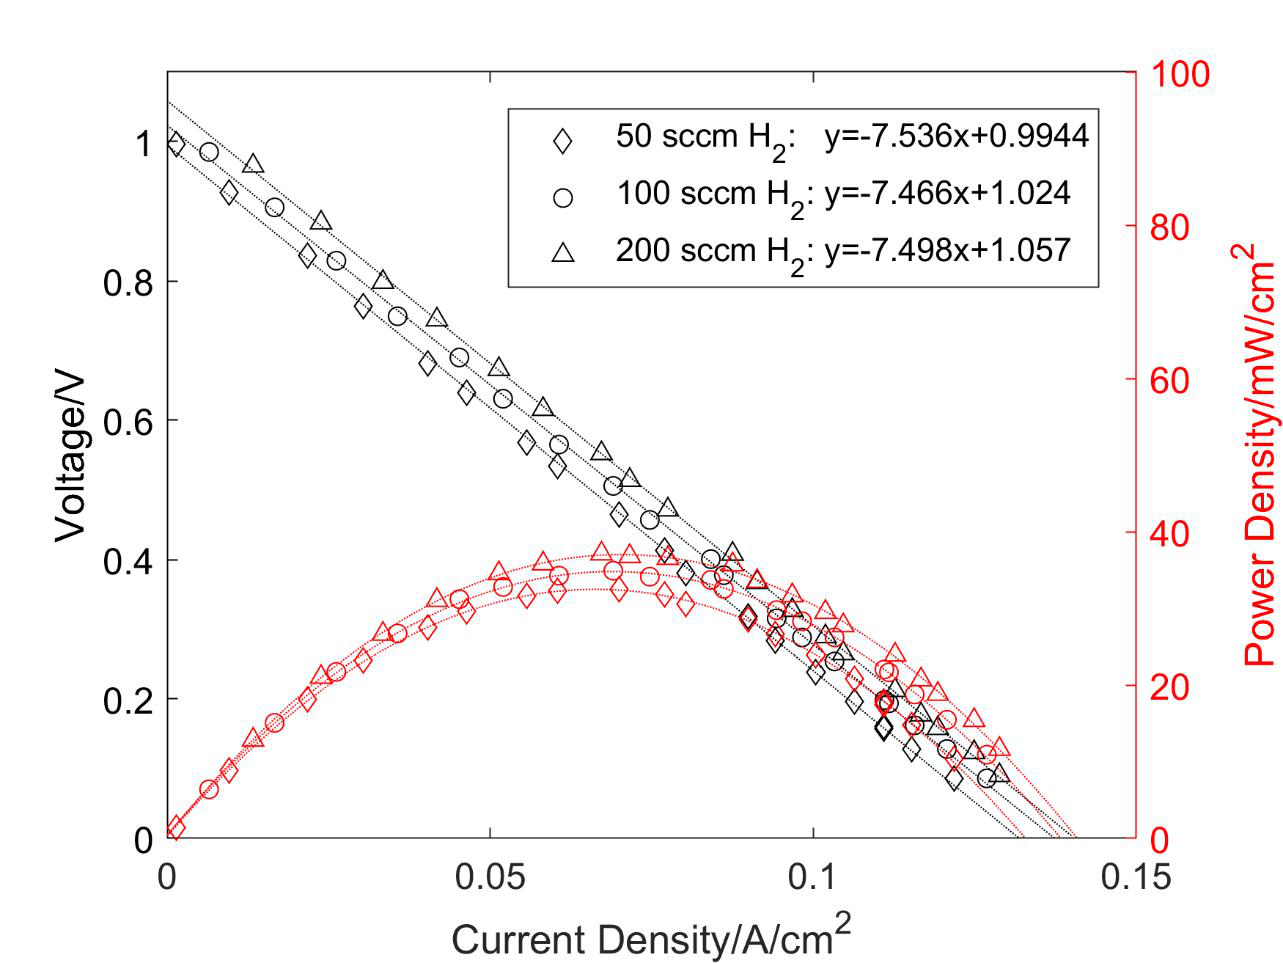 100
80
60
40
20
0
Power Density/mW/cm2
50 sccm H2: y=-7.536x+0.9944
100 sccm H2: y=-7.466x+1.024
200 sccm H2: y=-7.498x+1.057
1
0.8
0.6
0.4
0.2
0
Voltage/V
0 0.05 0.1 0.15
Current Density/A/cm2